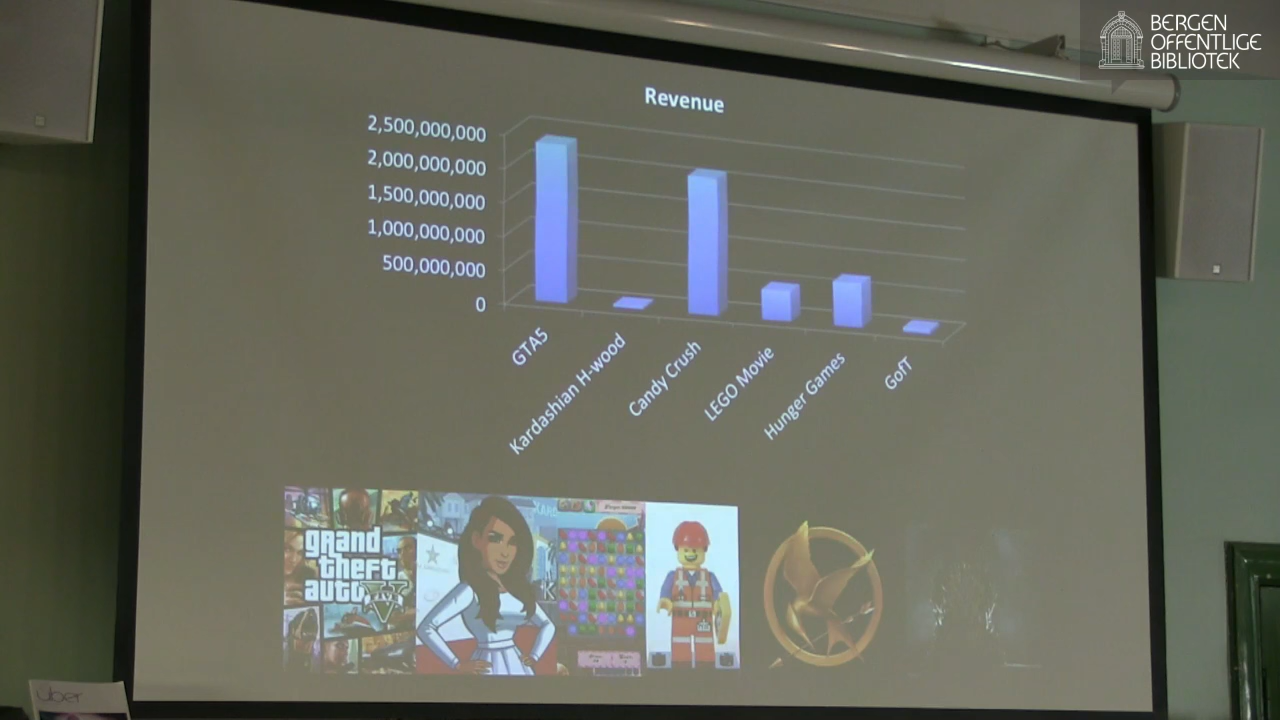 BERGEN
OFFENTLIGE
BIBLIOTEK
Revenue
2,500,000,000
2,000,000,000
1,500,000,000
1,000,000,000
500,000,000
0
GTA5
Kardashian H-wood
Candy Crush
LEGO Movie
Hunger Games
GofT
grand
theft
auto
V
uber